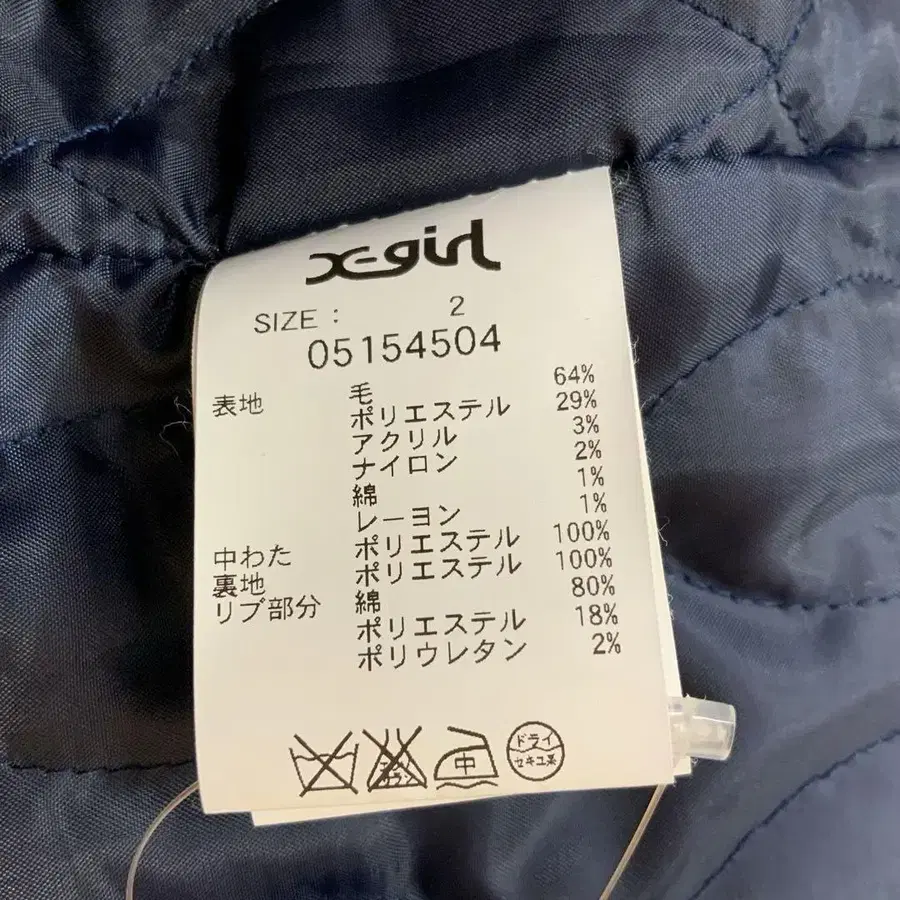 X-girl
SIZE : 2
05154504
表地 毛 64%
ポリエステル 29%
アクリル 3%
ナイロン 2%
綿 1%
レーヨン 1%
中わた ポリエステル 100%
裏地 ポリエステル 100%
リブ部分 綿 80%
ポリエステル 18%
ポリウレタン 2%
中
ドライ
セキユ系